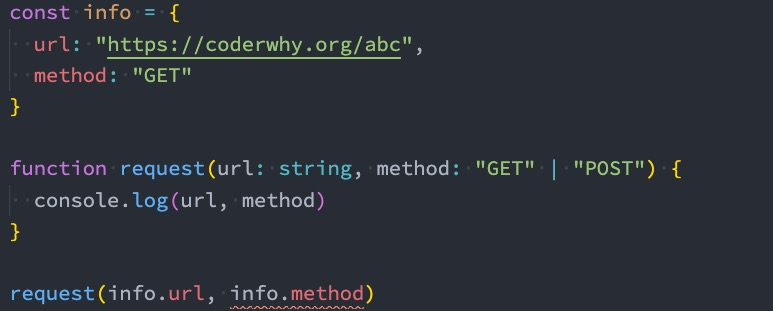 const info = {
  url: "https://coderwhy.org/abc",
  method: "GET"
}
function request(url: string, method: "GET" | "POST") {
  console.log(url, method)
}
request(info.url, info.method)